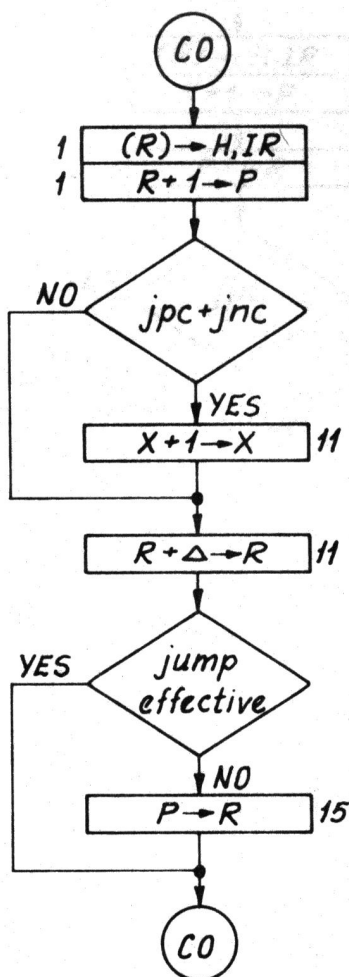 CO
1 (R) → H, IR
1 R + 1 → P
NO
jpc + jnc
YES
X + 1 → X 11
R + Δ → R 11
YES
jump
effective
NO
P → R 15
CO